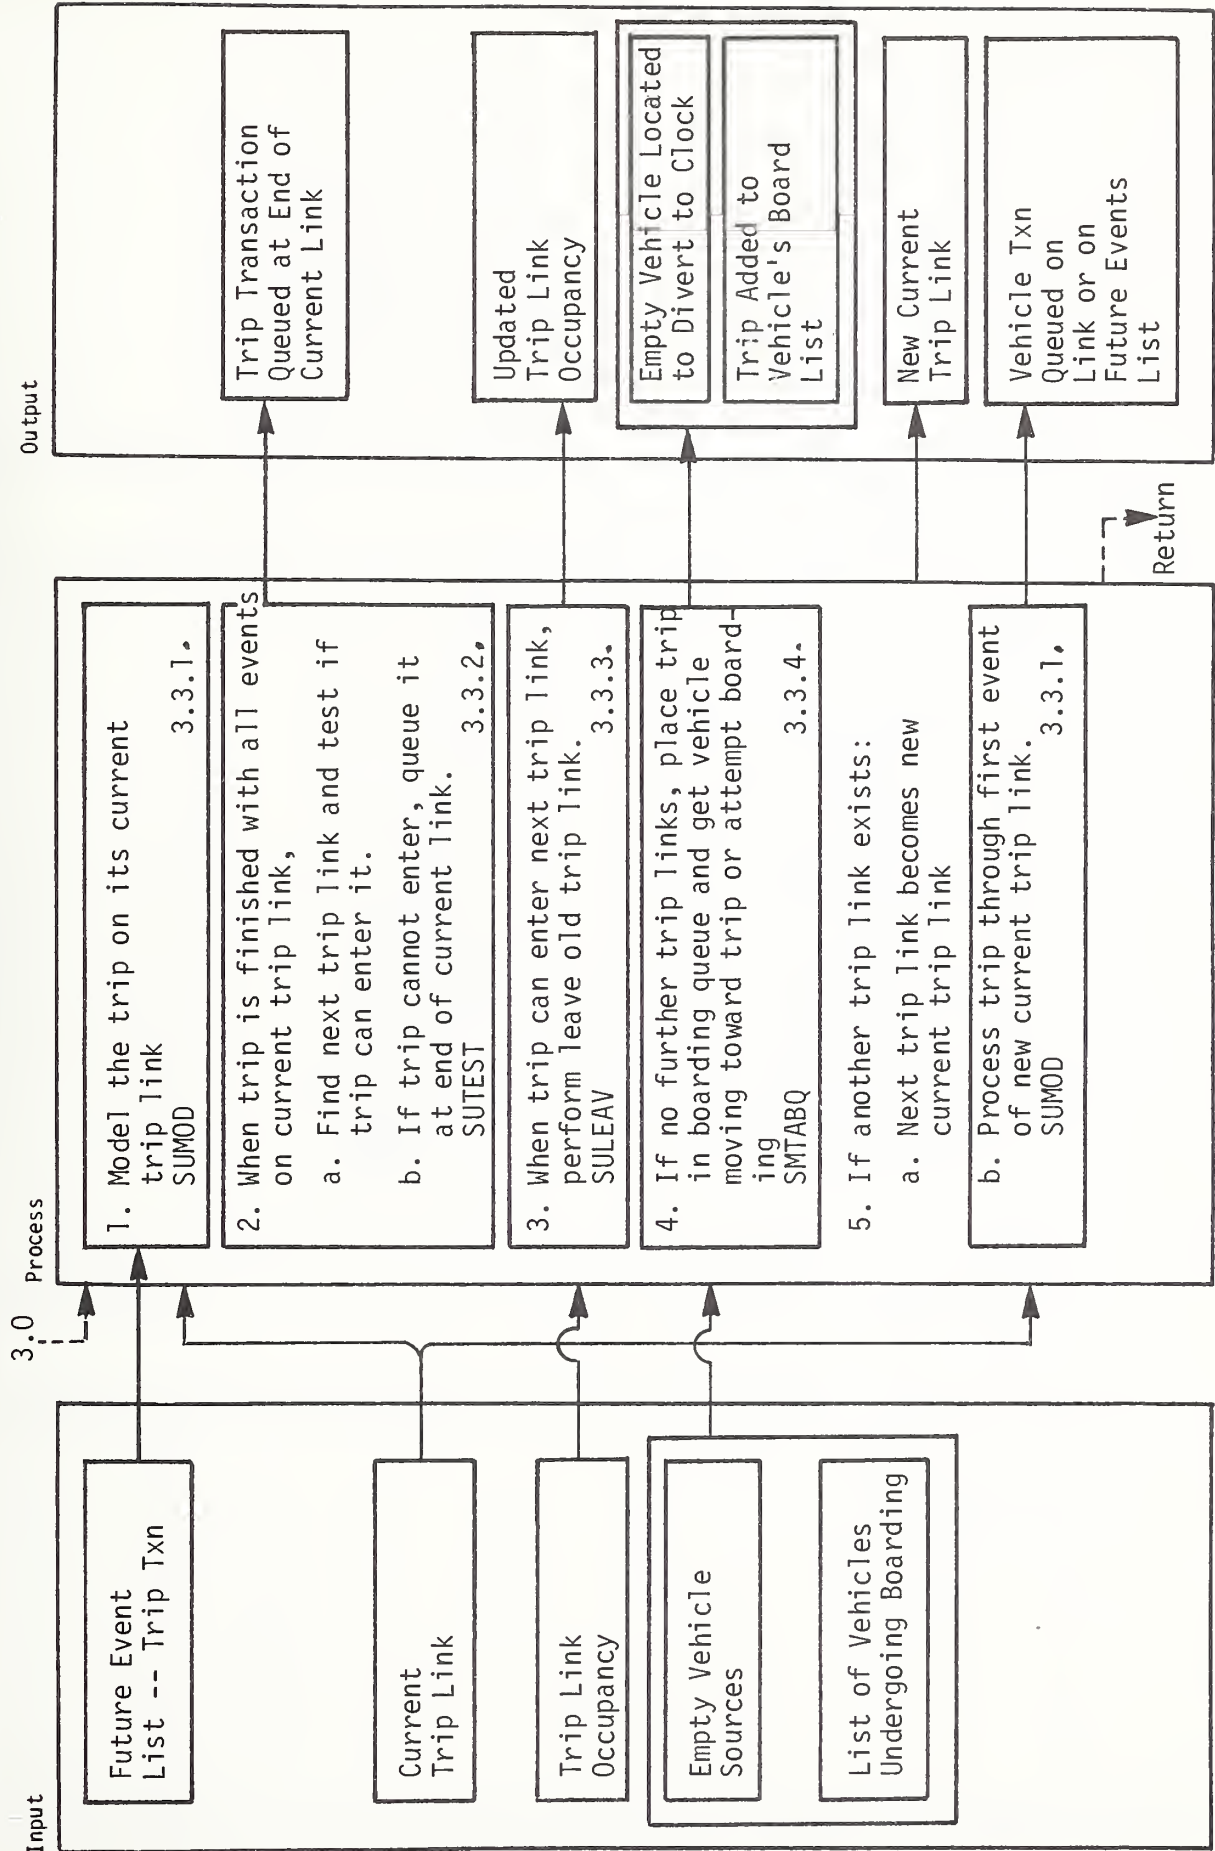 Input
Future Event
List -- Trip Txn
Current
Trip Link
Trip Link
Occupancy
Empty Vehicle
Sources
List of Vehicles
Undergoing Boarding
3.0
Process
1. Model the trip on its current
trip link
SUMOD 3.3.1.
2. When trip is finished with all events
on current trip link,
a. Find next trip link and test if
trip can enter it.
b. If trip cannot enter, queue it
at end of current link.
SUTEST 3.3.2.
3. When trip can enter next trip link,
perform leave old trip link.
SULEAV 3.3.3.
4. If no further trip links, place trip
in boarding queue and get vehicle
moving toward trip or attempt board-
ing
SMTABQ 3.3.4.
5. If another trip link exists:
a. Next trip link becomes new
current trip link
b. Process trip through first event
of new current trip link.
SUMOD 3.3.1.
Return
Output
Trip Transaction
Queued at End of
Current Link
Updated
Trip Link
Occupancy
Empty Vehicle Located
to Divert to Clock
Trip Added to
Vehicle's Board
List
New Current
Trip Link
Vehicle Txn
Queued on
Link or on
Future Events
List